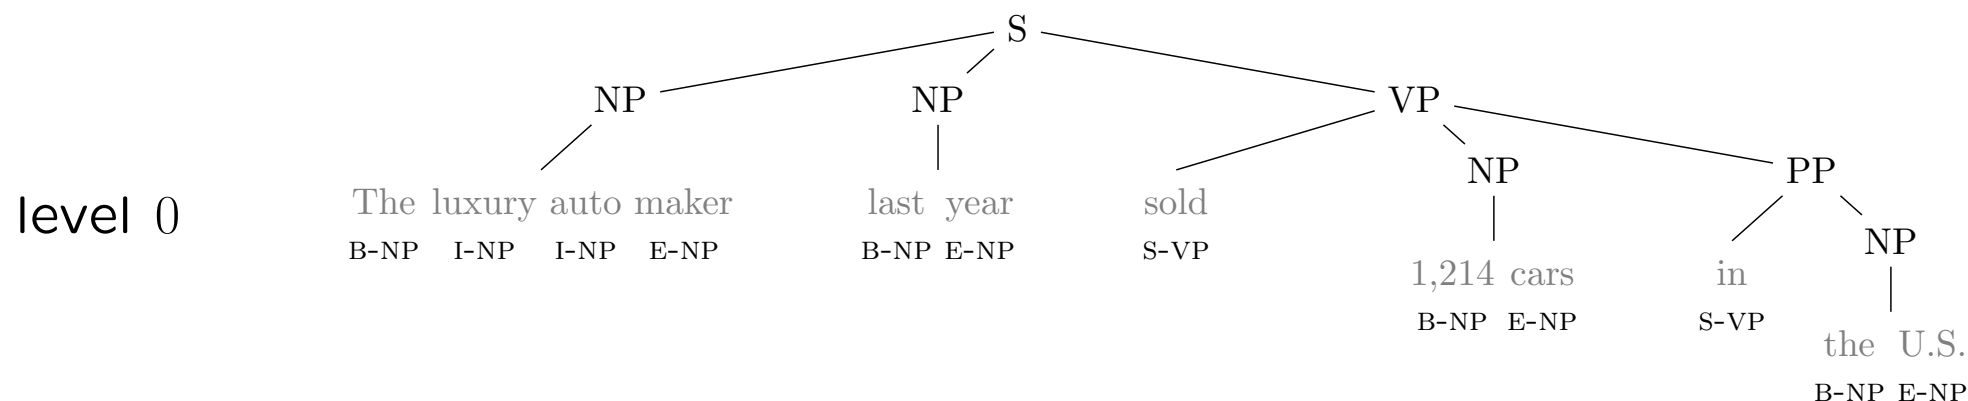 S
NP NP VP
NP PP
level 0 The luxury auto maker last year sold
NP
B-NP I-NP I-NP E-NP B-NP E-NP S-VP
1,214 cars in
B-NP E-NP S-VP
the U.S.
B-NP E-NP